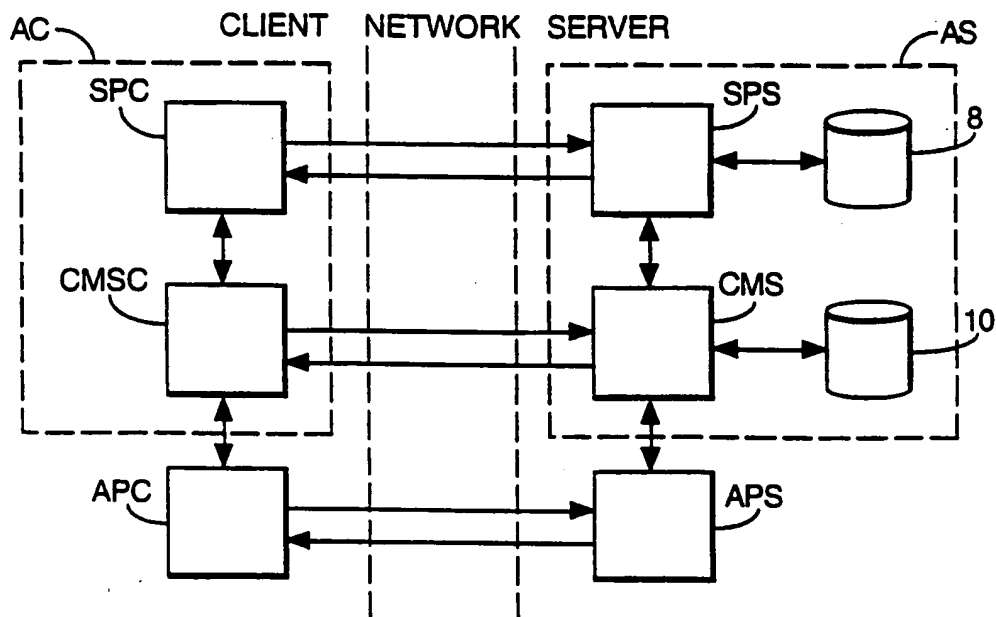 AC CLIENT NETWORK SERVER AS
SPC SPS 8
CMSC CMS 10
APC APS